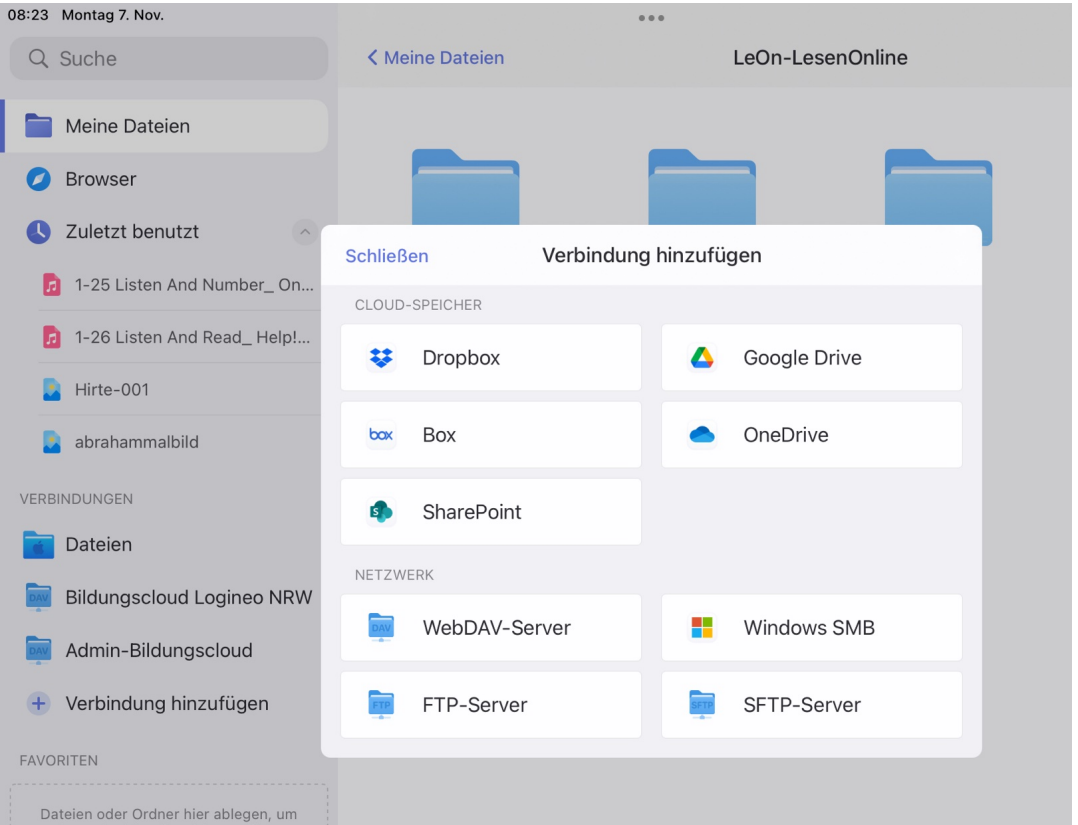 08:23 Montag 7. Nov.
Suche
Meine Dateien
Browser
Zuletzt benutzt
1-25 Listen And Number_ On...
1-26 Listen And Read_ Help!...
Hirte-001
abrahammalbild
VERBINDUNGEN
Dateien
DAV
Bildungscloud Logineo NRW
DAV
Admin-Bildungscloud
Verbindung hinzufügen
FAVORITEN
Dateien oder Ordner hier ablegen, um
Meine Dateien
LeOn-LesenOnline
Schließen
Verbindung hinzufügen
CLOUD-SPEICHER
Dropbox
Google Drive
box
Box
OneDrive
S
SharePoint
NETZWERK
DAV
WebDAV-Server
Windows SMB
FTP
FTP-Server
SFTP
SFTP-Server